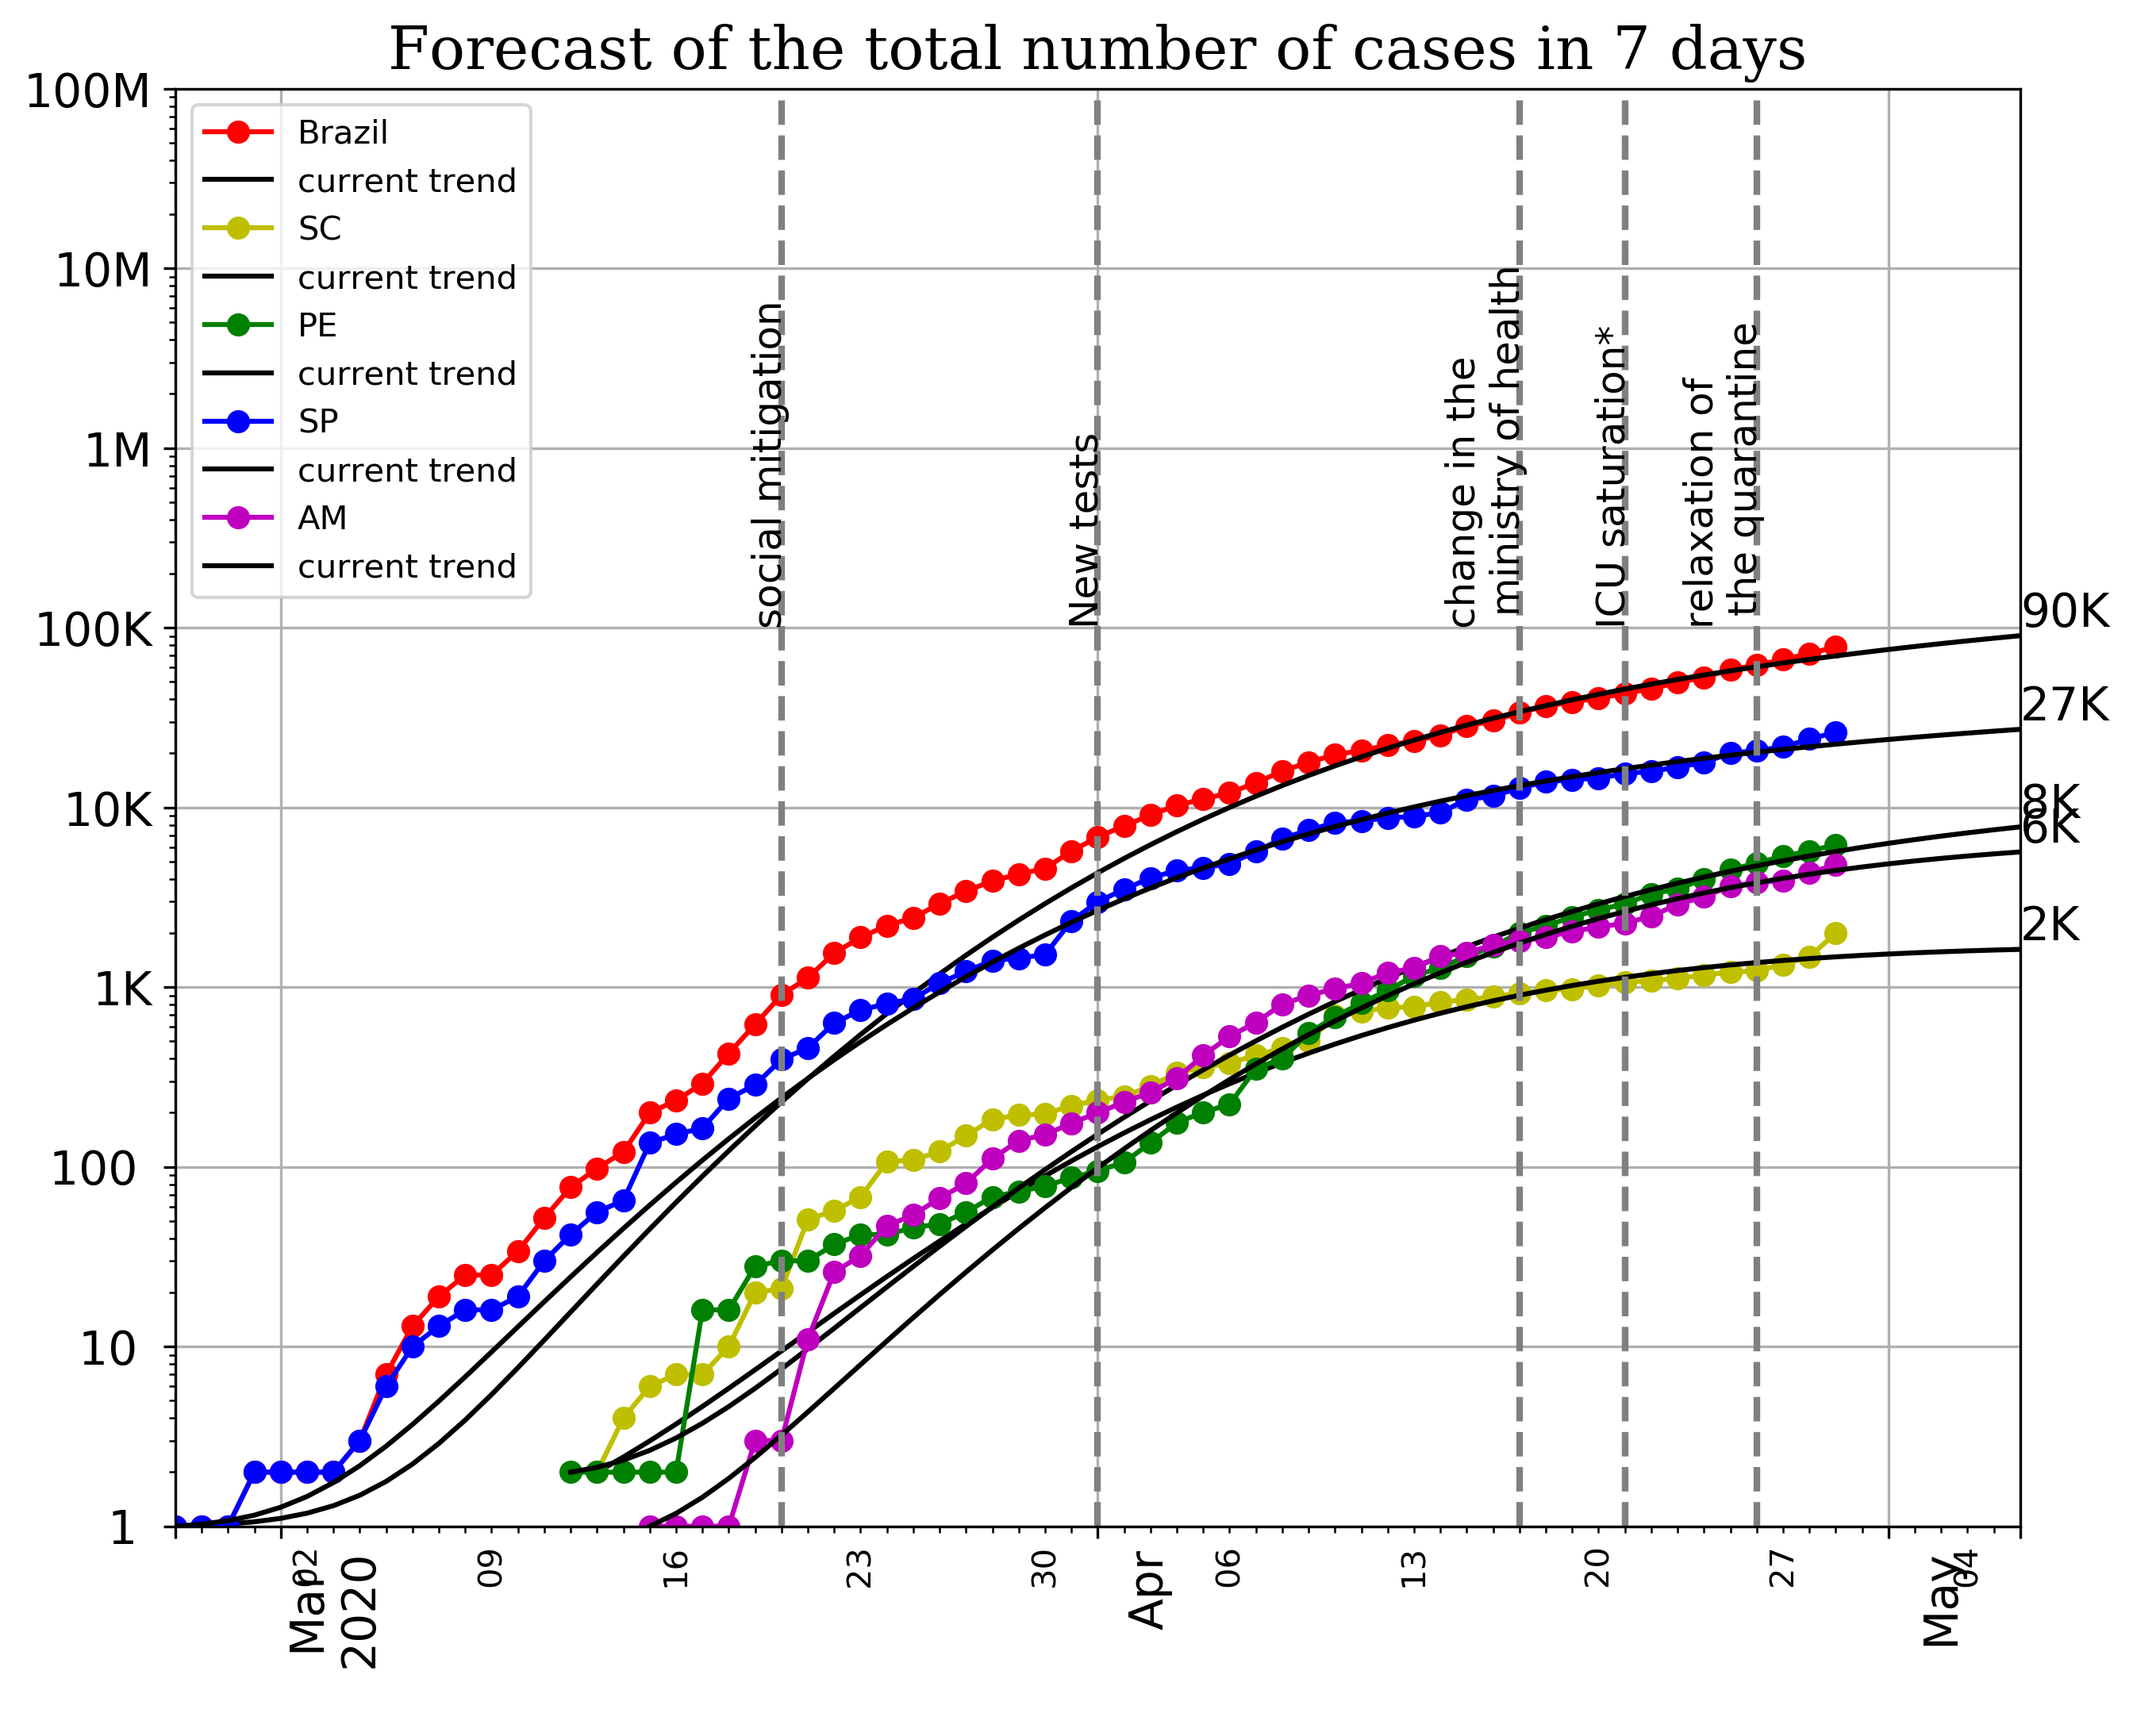 Forecast of the total number of cases in 7 days
100M
10M
1M
100K
10K
1K
100
10
1
Brazil
current trend
SC
current trend
PE
current trend
SP
current trend
AM
current trend
social mitigation
New tests
change in the
ministry of health
ICU saturation*
relaxation of
the quarantine
90K
27K
8K
6K
2K
02
09
16
23
30
06
13
20
27
04
Mar
2020
Apr
May